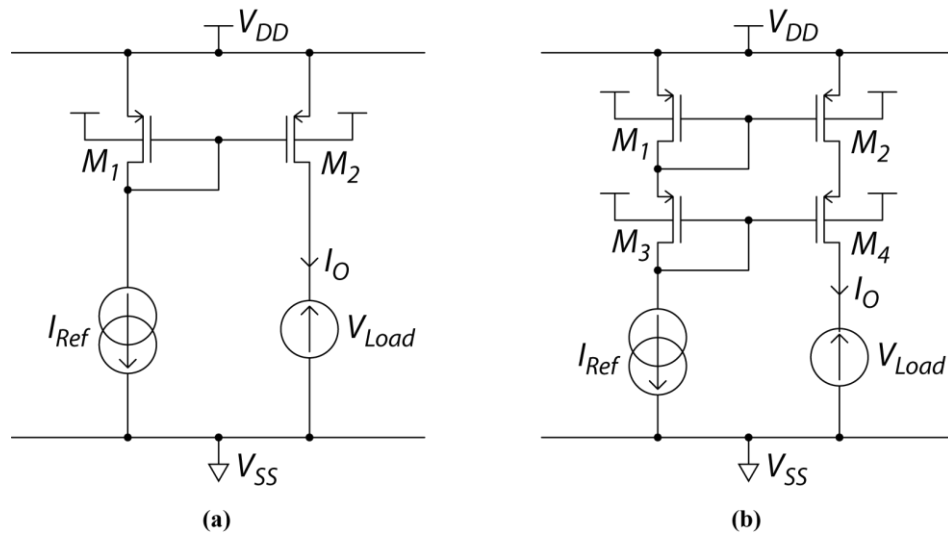 V_DD
M_1
M_2
I_O
I_Ref
V_Load
V_SS
(a)
V_DD
M_1
M_2
M_3
M_4
I_O
I_Ref
V_Load
V_SS
(b)